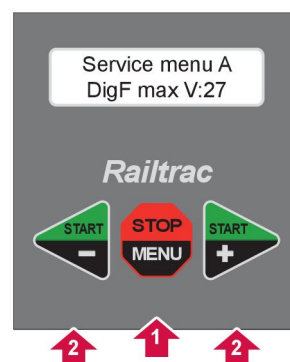 Service menu A
DigF max V:27
Railtrac
START
-
STOP
MENU
START
+
2
1
2